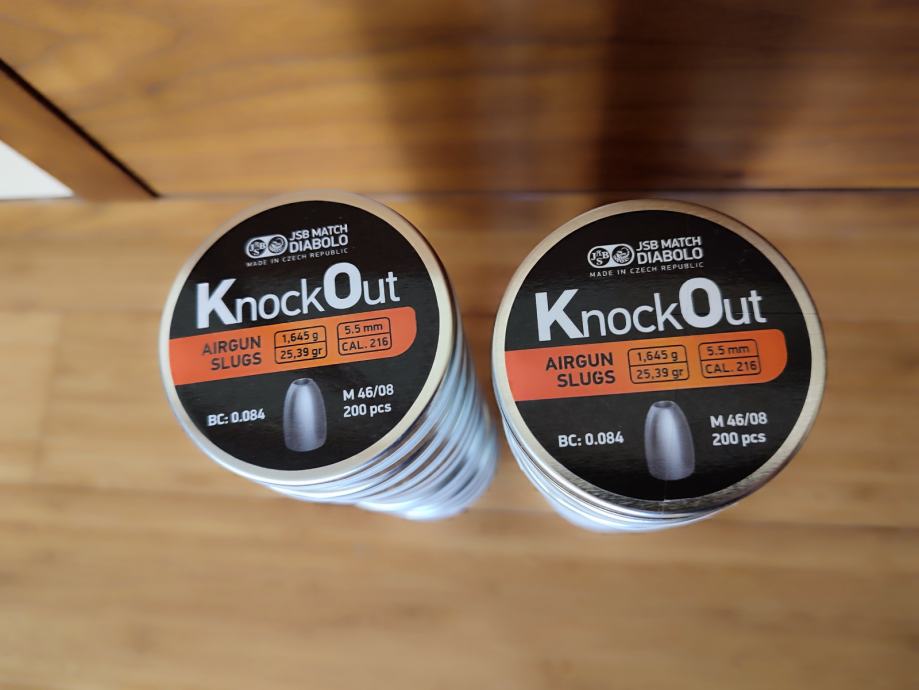 JSB MATCH
DIABOLO
MADE IN CZECH REPUBLIC
KnockOut
AIRGUN
SLUGS
1,645 g
25,39 gr
5.5 mm
CAL. 216
BC: 0.084
M 46/08
200 pcs
JSB MATCH
DIABOLO
MADE IN CZECH REPUBLIC
KnockOut
AIRGUN
SLUGS
1,645 g
25,39 gr
5.5 mm
CAL. 216
BC: 0.084
M 46/08
200 pcs